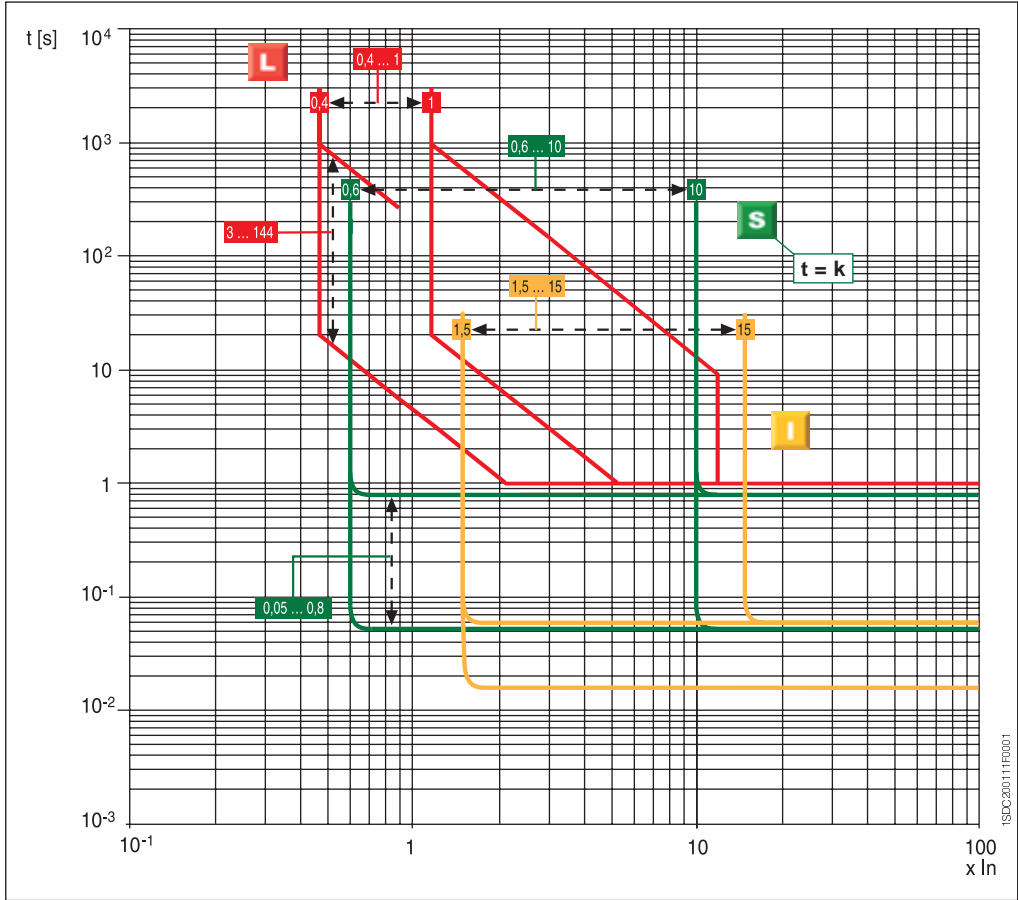 t [s]
10⁴
L
0,4 ... 1
0,4
1
10³
0,6 ... 10
0,6
10
S
3 ... 144
10²
t = k
1,5 ... 15
1,5
15
10
I
1
10⁻¹
0,05 ... 0,8
10⁻²
10⁻³
10⁻¹
1
10
100
x In
1SDC200111F0001